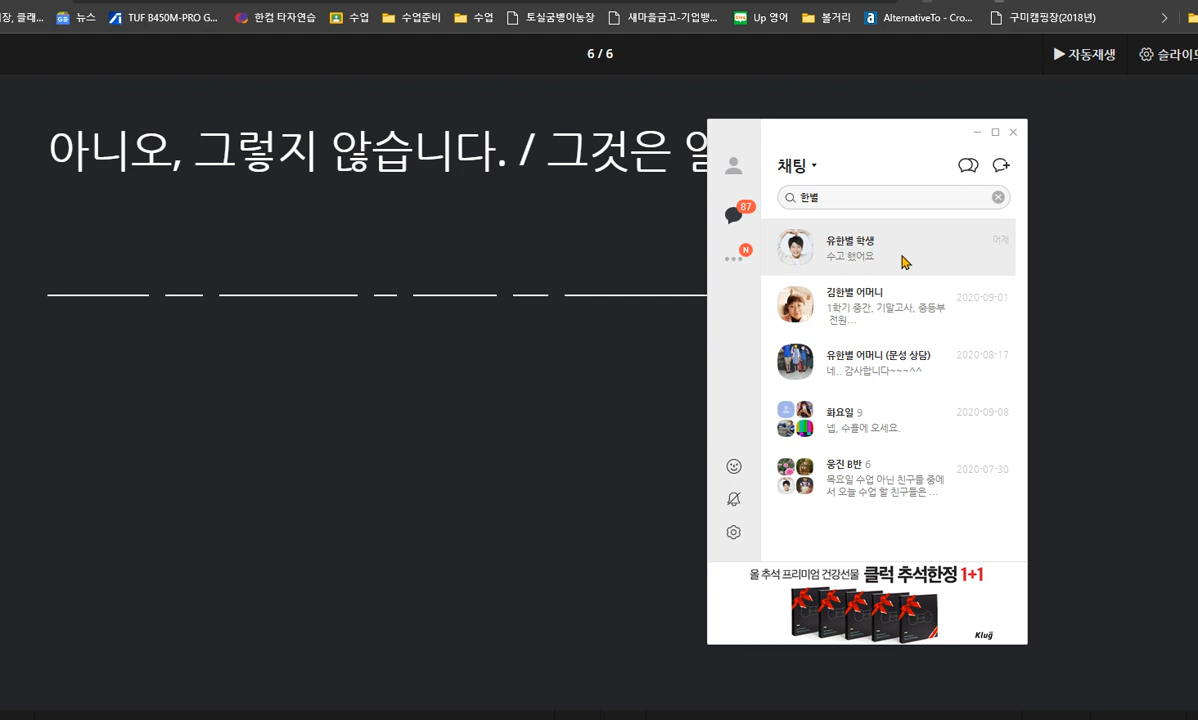 뉴스
TUF B450M-PRO G...
한컴 타자연습
수업
수업준비
수업
토실굼벵이농장
새마을금고-기업뱅...
Up 영어
볼거리
AlternativeTo - Cro...
구미캠핑장(2018년)
6 / 6
▶ 자동재생
아니오, 그렇지 않습니다. / 그것은
채팅
87
N
한별
유한별 학생
어제
수고 했어요
김한별 어머니
2020-09-01
1학기 중간, 기말고사, 중등부
전원...
유한별 어머니 (문성 상담)
2020-08-17
네.. 감사합니다~~~^^
화요일 9
2020-09-08
넵, 수플에 오세요.
웅진 B반 6
2020-07-30
목요일 수업 아닌 친구들 중에
서 오늘 수업 할 친구들은 ...
올 추석 프리미엄 건강선물 클럭 추석한정 1+1
Klug